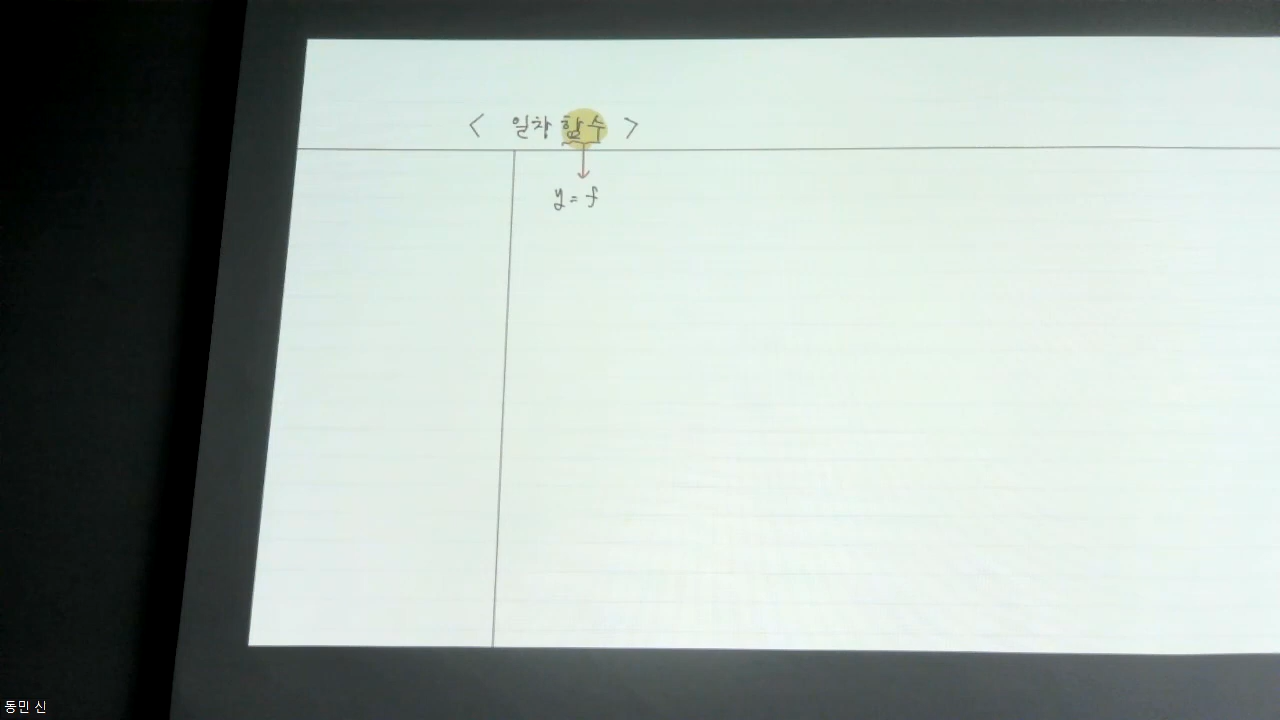 < 일차함수 >
y = f
동민 신